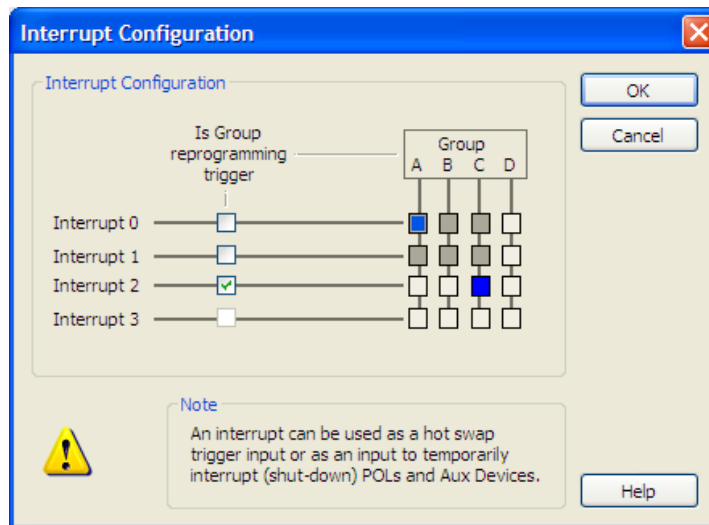 Interrupt Configuration
Interrupt Configuration
OK
Cancel
Is Group
reprogramming
trigger
Group
A B C D
Interrupt 0
Interrupt 1
Interrupt 2
Interrupt 3
Note
An interrupt can be used as a hot swap
trigger input or as an input to temporarily
interrupt (shut-down) POLs and Aux Devices.
Help